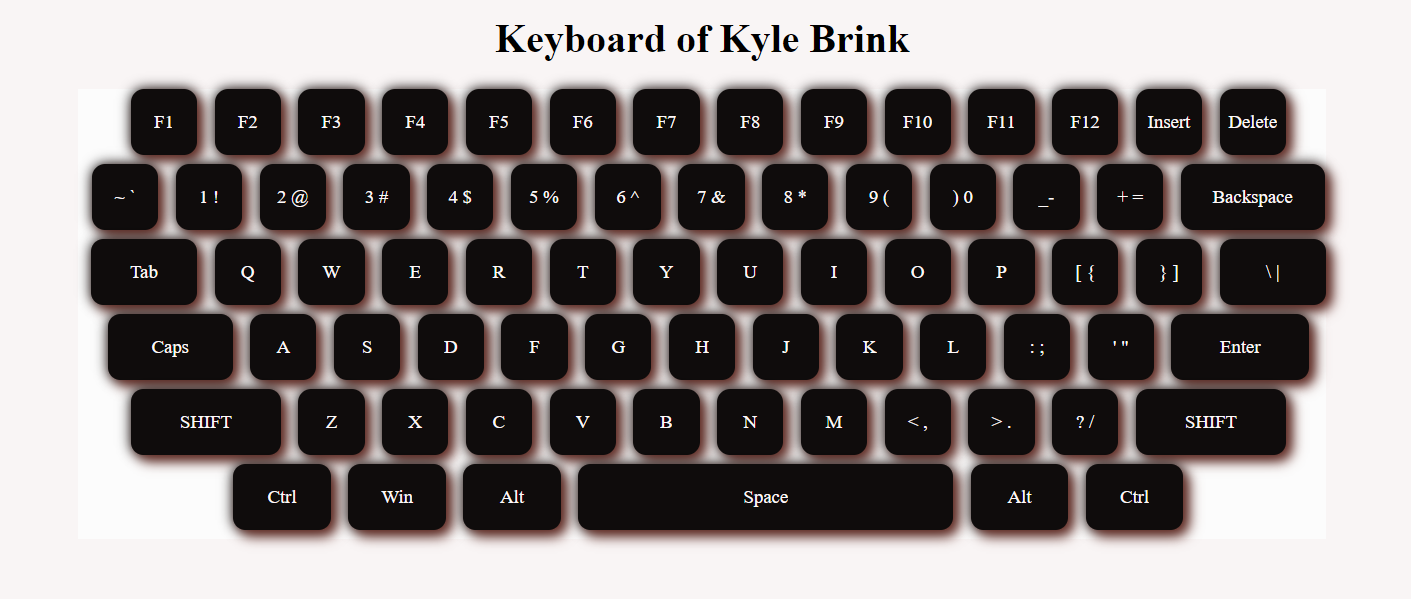 Keyboard of Kyle Brink
F1 F2 F3 F4 F5 F6 F7 F8 F9 F10 F11 F12 Insert Delete
~ ` 1 ! 2 @ 3 # 4 $ 5 % 6 ^ 7 & 8 * 9 ( ) 0 _- + = Backspace
Tab Q W E R T Y U I O P [ { } ] \ |
Caps A S D F G H J K L : ; ' " Enter
SHIFT Z X C V B N M < , > . ? / SHIFT
Ctrl Win Alt Space Alt Ctrl